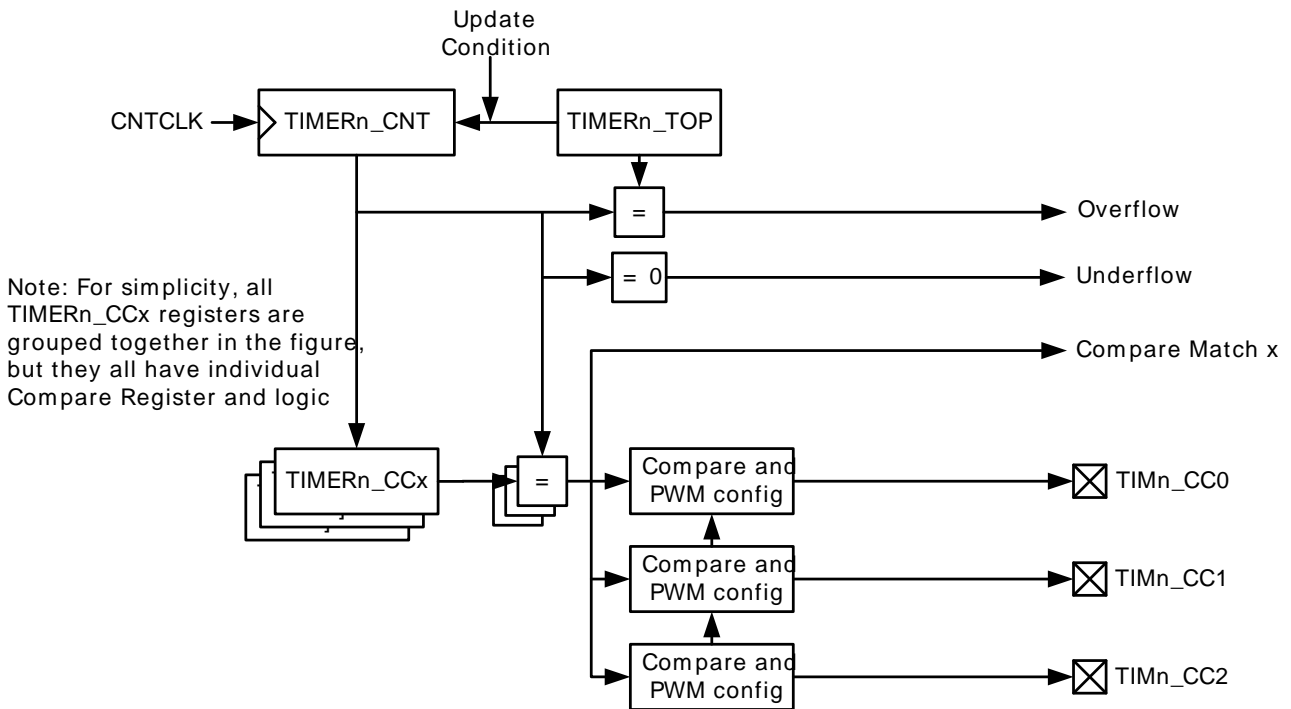 Update
Condition
CNTCLK
TIMERn_CNT
TIMERn_TOP
=
Overflow
= 0
Underflow
Note: For simplicity, all
TIMERn_CCx registers are
grouped together in the figure,
but they all have individual
Compare Register and logic
Compare Match x
TIMERn_CCx
=
Compare and
PWM config
TIMn_CC0
Compare and
PWM config
TIMn_CC1
Compare and
PWM config
TIMn_CC2